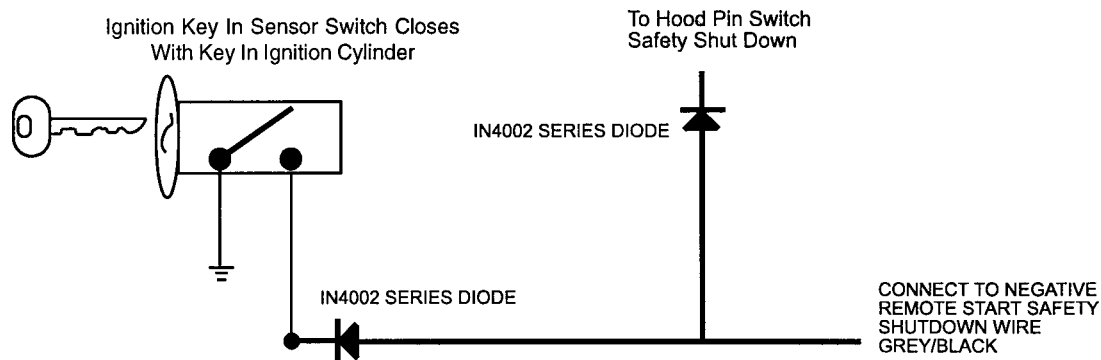 Ignition Key In Sensor Switch Closes
With Key In Ignition Cylinder
To Hood Pin Switch
Safety Shut Down
IN4002 SERIES DIODE
IN4002 SERIES DIODE
CONNECT TO NEGATIVE
REMOTE START SAFETY
SHUTDOWN WIRE
GREY/BLACK